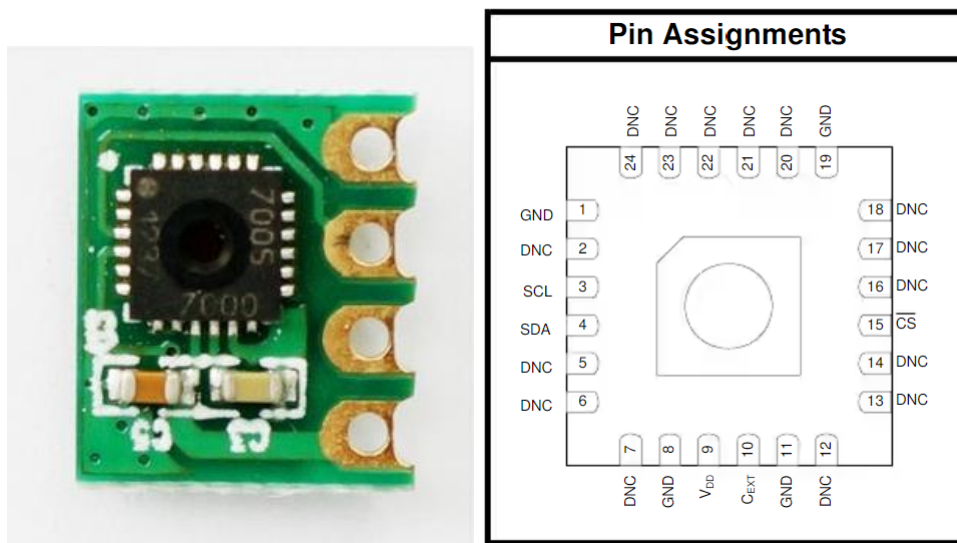 700S
7000
C5
C3
Pin Assignments
DNC DNC DNC DNC DNC GND
24 23 22 21 20 19
GND 1
DNC 2
SCL 3
SDA 4
DNC 5
DNC 6
18 DNC
17 DNC
16 DNC
15 CS
14 DNC
13 DNC
7 8 9 10 11 12
DNC GND VDD CEXT GND DNC